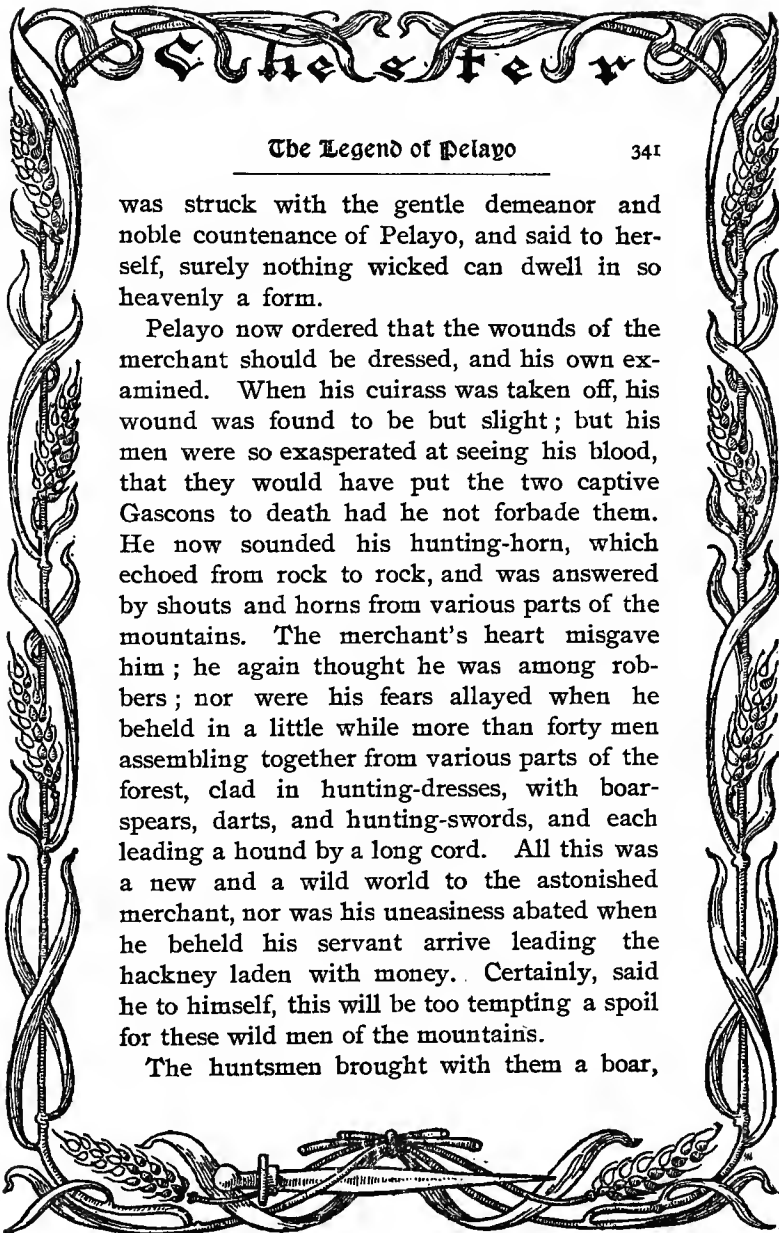 Chester
The Legend of Pelayo 341
was struck with the gentle demeanor and
noble countenance of Pelayo, and said to her-
self, surely nothing wicked can dwell in so
heavenly a form.
Pelayo now ordered that the wounds of the
merchant should be dressed, and his own ex-
amined. When his cuirass was taken off, his
wound was found to be but slight; but his
men were so exasperated at seeing his blood,
that they would have put the two captive
Gascons to death had he not forbade them.
He now sounded his hunting-horn, which
echoed from rock to rock, and was answered
by shouts and horns from various parts of the
mountains. The merchant's heart misgave
him; he again thought he was among rob-
bers; nor were his fears allayed when he
beheld in a little while more than forty men
assembling together from various parts of the
forest, clad in hunting-dresses, with boar-
spears, darts, and hunting-swords, and each
leading a hound by a long cord. All this was
a new and a wild world to the astonished
merchant, nor was his uneasiness abated when
he beheld his servant arrive leading the
hackney laden with money. Certainly, said
he to himself, this will be too tempting a spoil
for these wild men of the mountains.
The huntsmen brought with them a boar,